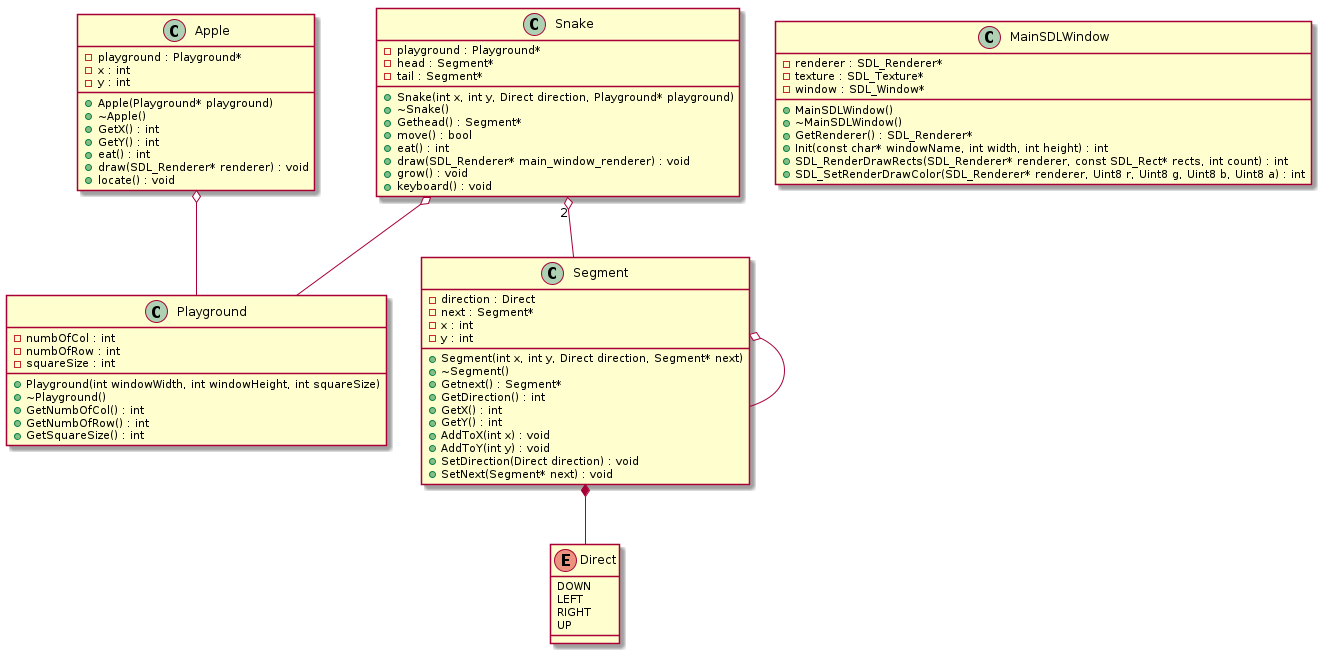 C Apple
playground : Playground*
x : int
y : int
Apple(Playground* playground)
~Apple()
GetX() : int
GetY() : int
eat() : int
draw(SDL_Renderer* renderer) : void
locate() : void
C Snake
playground : Playground*
head : Segment*
tail : Segment*
Snake(int x, int y, Direct direction, Playground* playground)
~Snake()
Gethead() : Segment*
move() : bool
eat() : int
draw(SDL_Renderer* main_window_renderer) : void
grow() : void
keyboard() : void
C MainSDLWindow
renderer : SDL_Renderer*
texture : SDL_Texture*
window : SDL_Window*
MainSDLWindow()
~MainSDLWindow()
GetRenderer() : SDL_Renderer*
Init(const char* windowName, int width, int height) : int
SDL_RenderDrawRects(SDL_Renderer* renderer, const SDL_Rect* rects, int count) : int
SDL_SetRenderDrawColor(SDL_Renderer* renderer, Uint8 r, Uint8 g, Uint8 b, Uint8 a) : int
2
C Playground
numbOfCol : int
numbOfRow : int
squareSize : int
Playground(int windowWidth, int windowHeight, int squareSize)
~Playground()
GetNumbOfCol() : int
GetNumbOfRow() : int
GetSquareSize() : int
C Segment
direction : Direct
next : Segment*
x : int
y : int
Segment(int x, int y, Direct direction, Segment* next)
~Segment()
Getnext() : Segment*
GetDirection() : int
GetX() : int
GetY() : int
AddToX(int x) : void
AddToY(int y) : void
SetDirection(Direct direction) : void
SetNext(Segment* next) : void
E Direct
DOWN
LEFT
RIGHT
UP